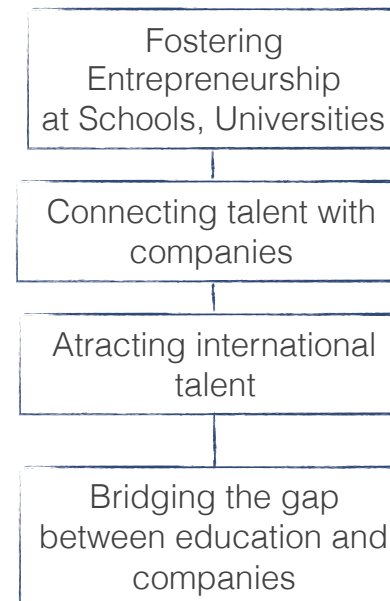 Fostering
Entrepreneurship
at Schools, Universities
Connecting talent with
companies
Atracting international
talent
Bridging the gap
between education and
companies